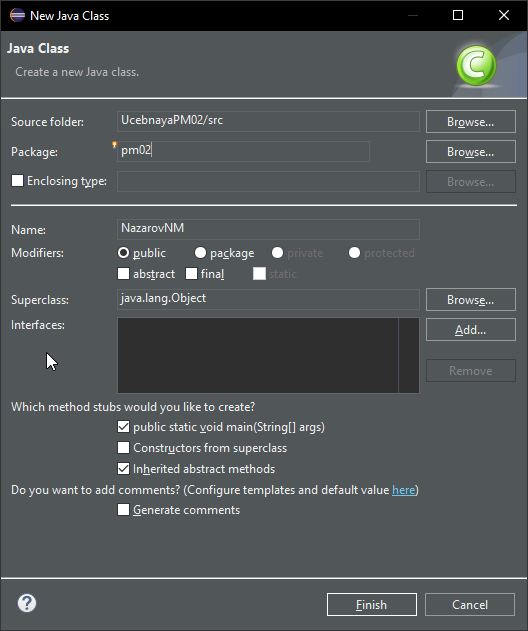 New Java Class
Java Class
Create a new Java class.
Source folder: UcebnayaPM02/src Browse...
Package: pm02 Browse...
Enclosing type: Browse...
Name: NazarovNM
Modifiers: public package private protected
abstract final static
Superclass: java.lang.Object Browse...
Interfaces: Add...
Remove
Which method stubs would you like to create?
public static void main(String[] args)
Constructors from superclass
Inherited abstract methods
Do you want to add comments? (Configure templates and default value here)
Generate comments
? Finish Cancel